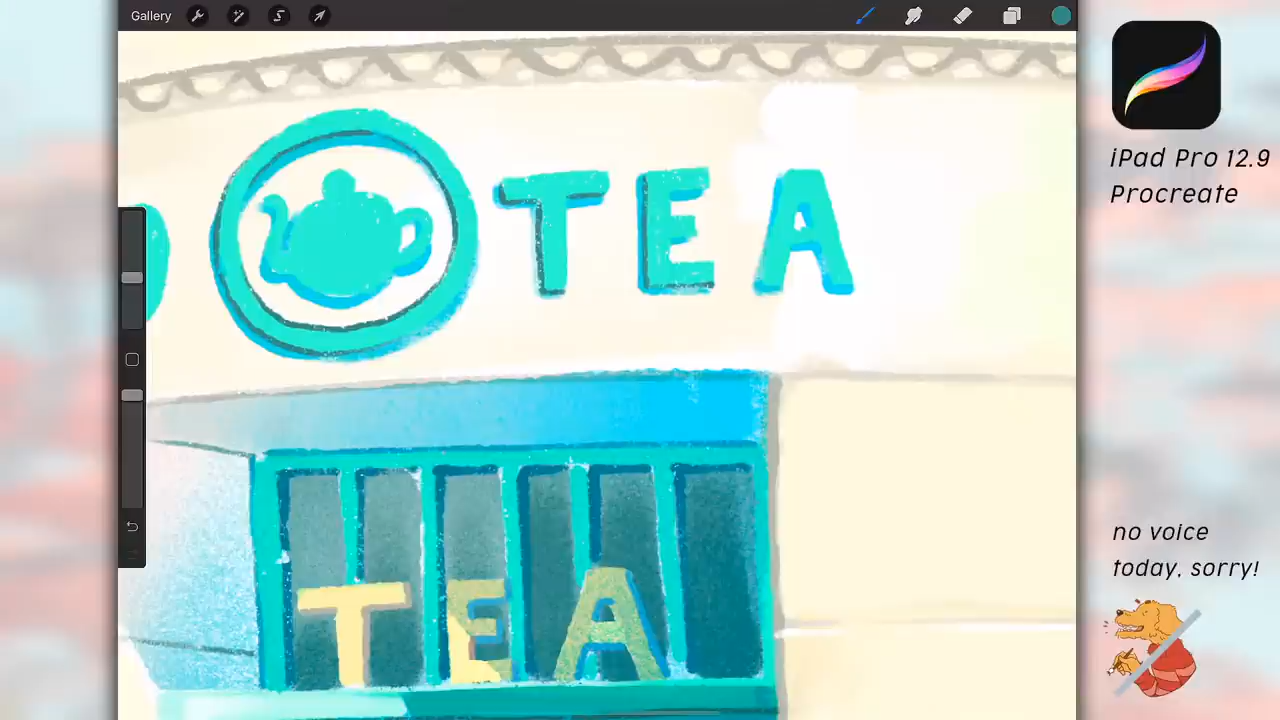 Gallery
TEA
TEA
iPad Pro 12.9
Procreate
no voice
today, sorry!